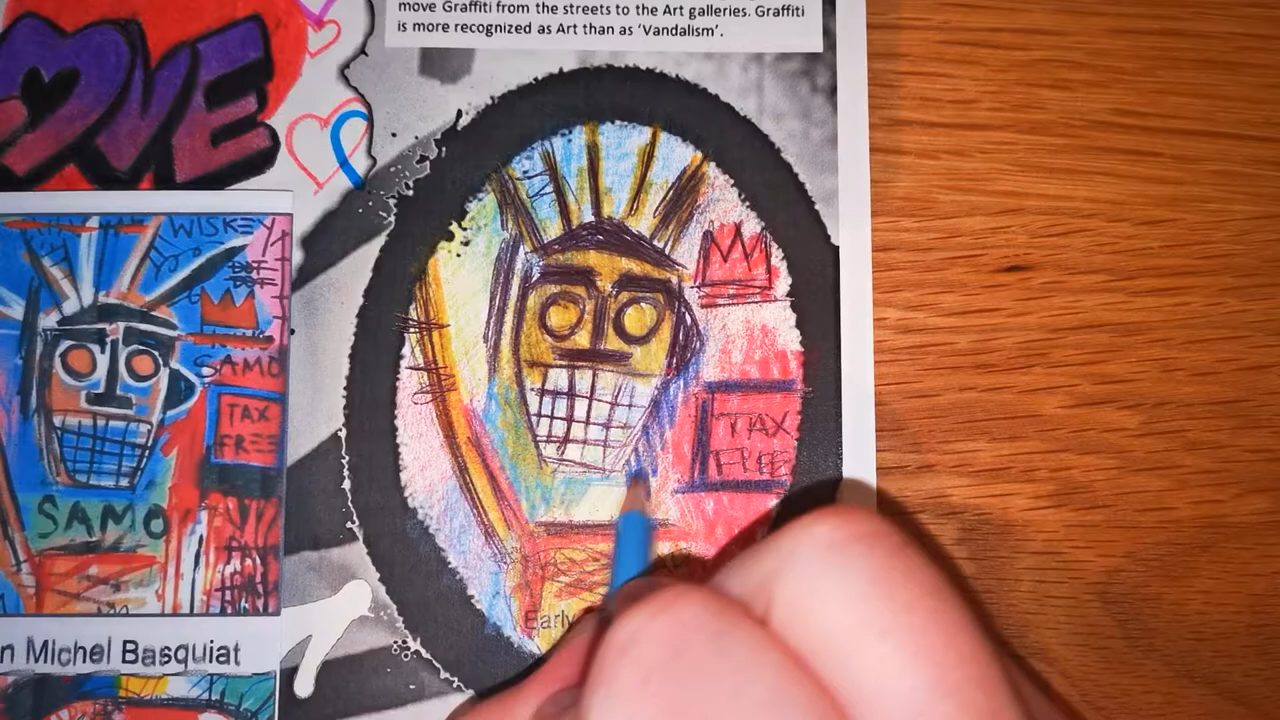 move Graffiti from the streets to the Art galleries. Graffiti
is more recognized as Art than as ‘Vandalism’.
OVE
WISKEY
SAMO
TAX
FREE
SAMO
TAX
FREE
Early
n Michel Basquiat